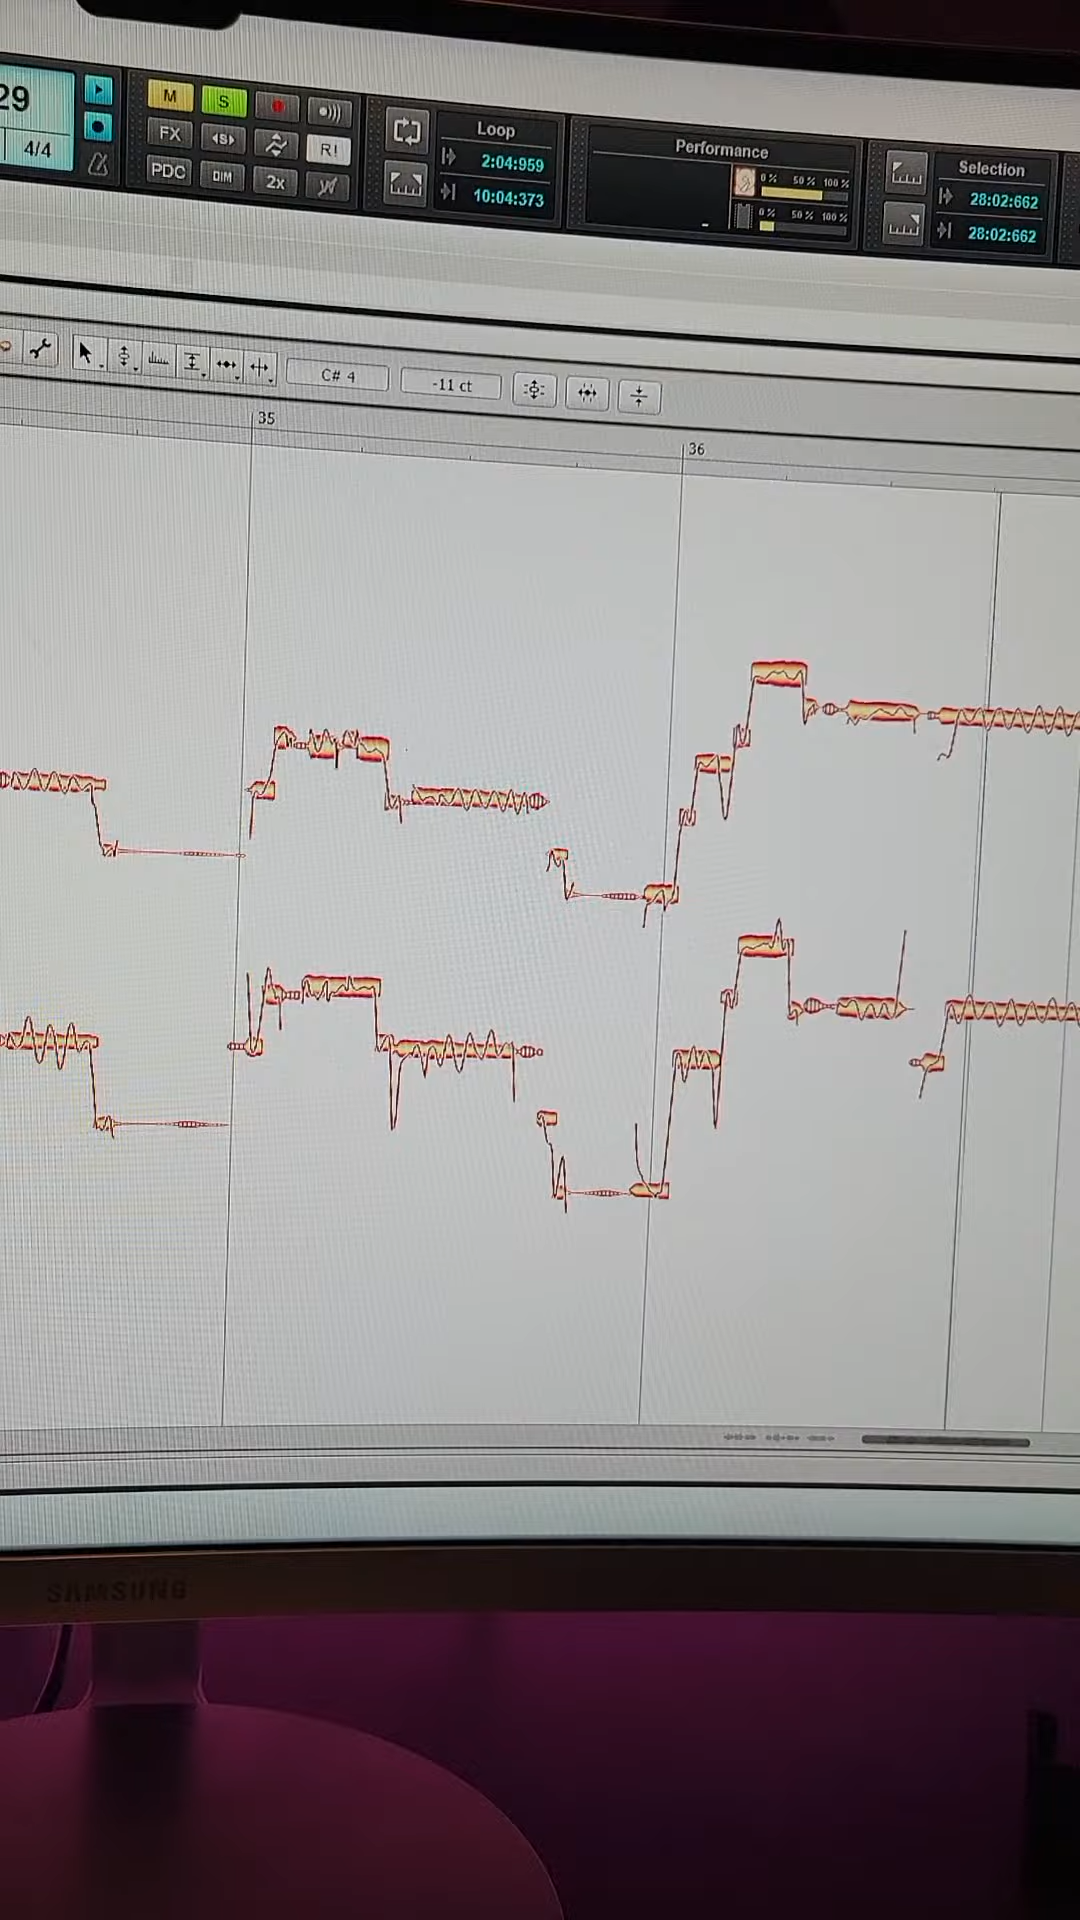 29
4/4
M S
FX S R!
PDC DIM 2x
Loop
2:04:959
10:04:373
Performance
0 % 50 % 100 %
0 % 50 % 100 %
Selection
28:02:662
28:02:662
C# 4 -11 ct
35 36
SAMSUNG